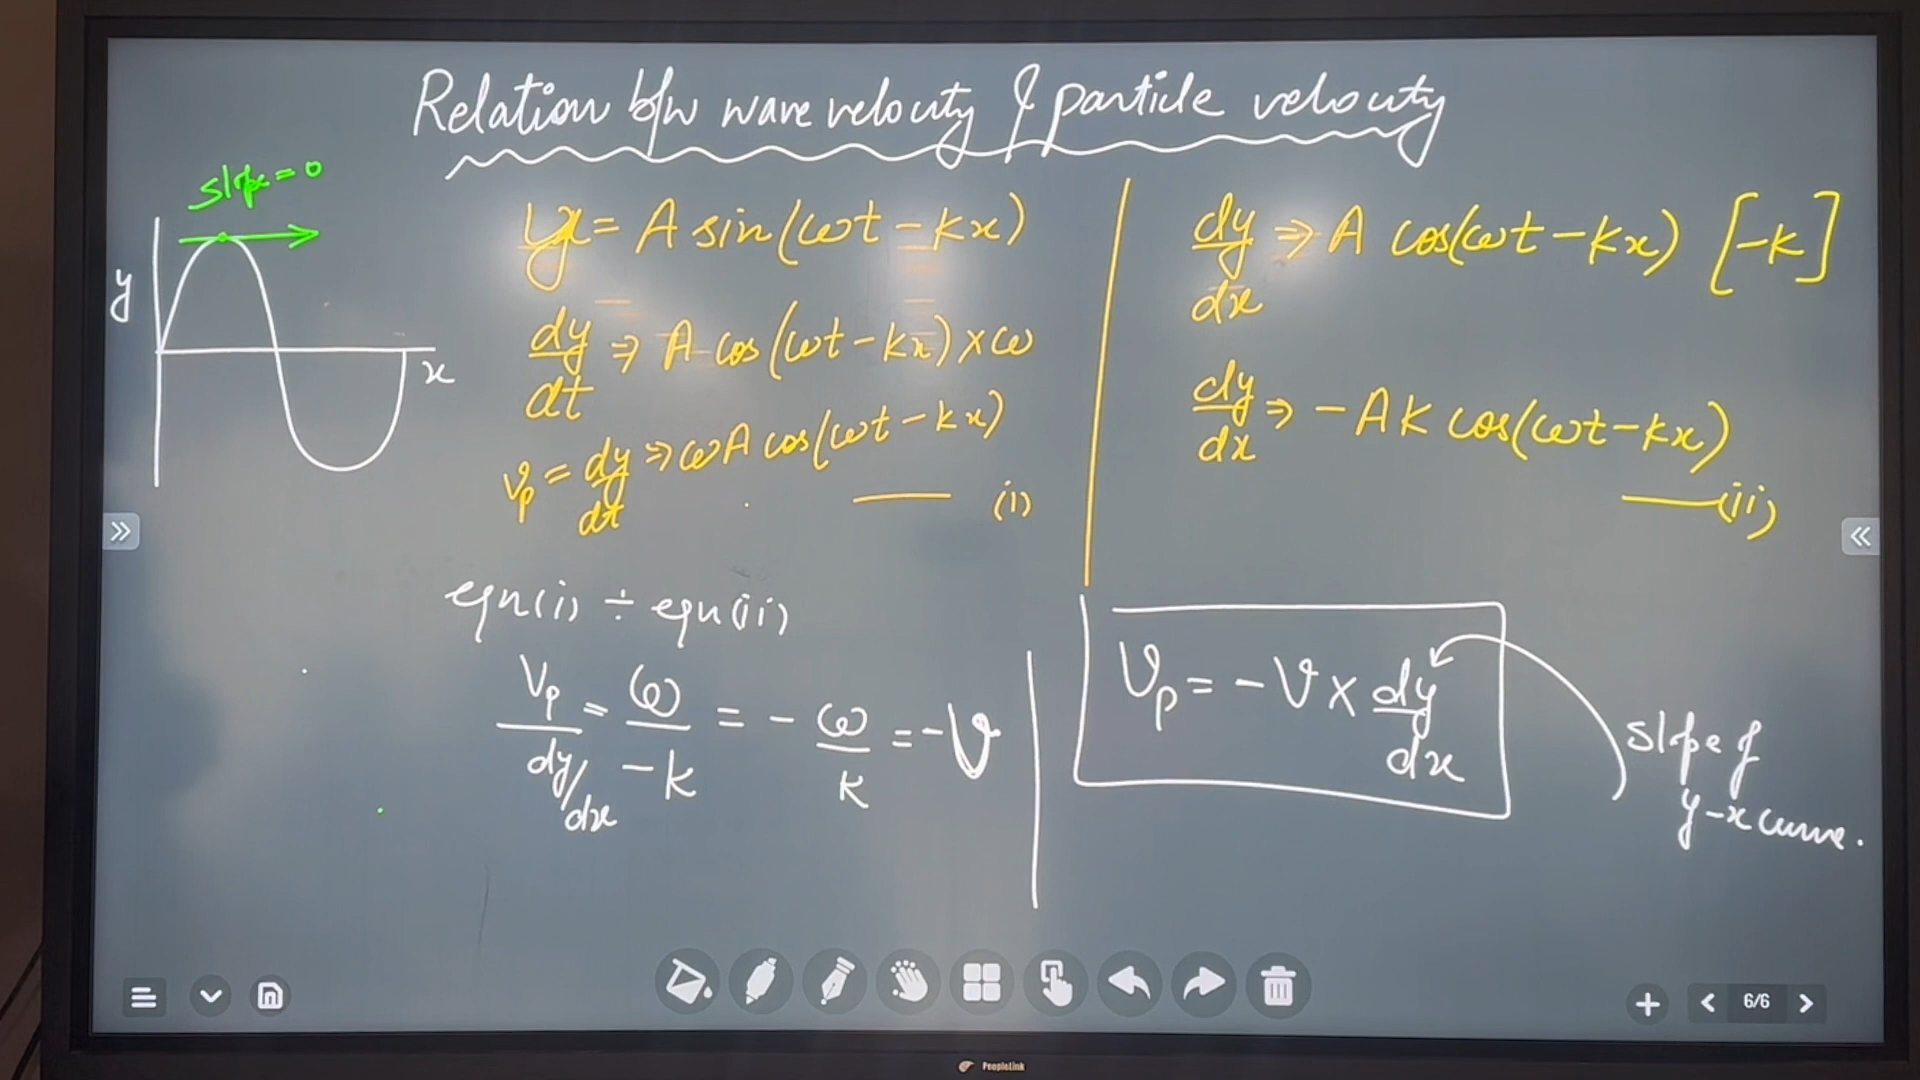 Relation b/w wave velocity & particle velocity
slope = 0
y
x
y = A sin(ωt - kx)
dy/dt ⇒ A cos(ωt - kx) × ω
Vp = dy/dt ⇒ ωA cos(ωt - kx)
(i)
dy/dx ⇒ A cos(ωt - kx) [-k]
dy/dx ⇒ - AK cos(ωt - kx)
(ii)
eqn(i) ÷ eqn(ii)
Vp / dy/dx = ω/-k = - ω/k = - V
Vp = - V × dy/dx
slope of
y-x curve.
6/6
PeopleLink